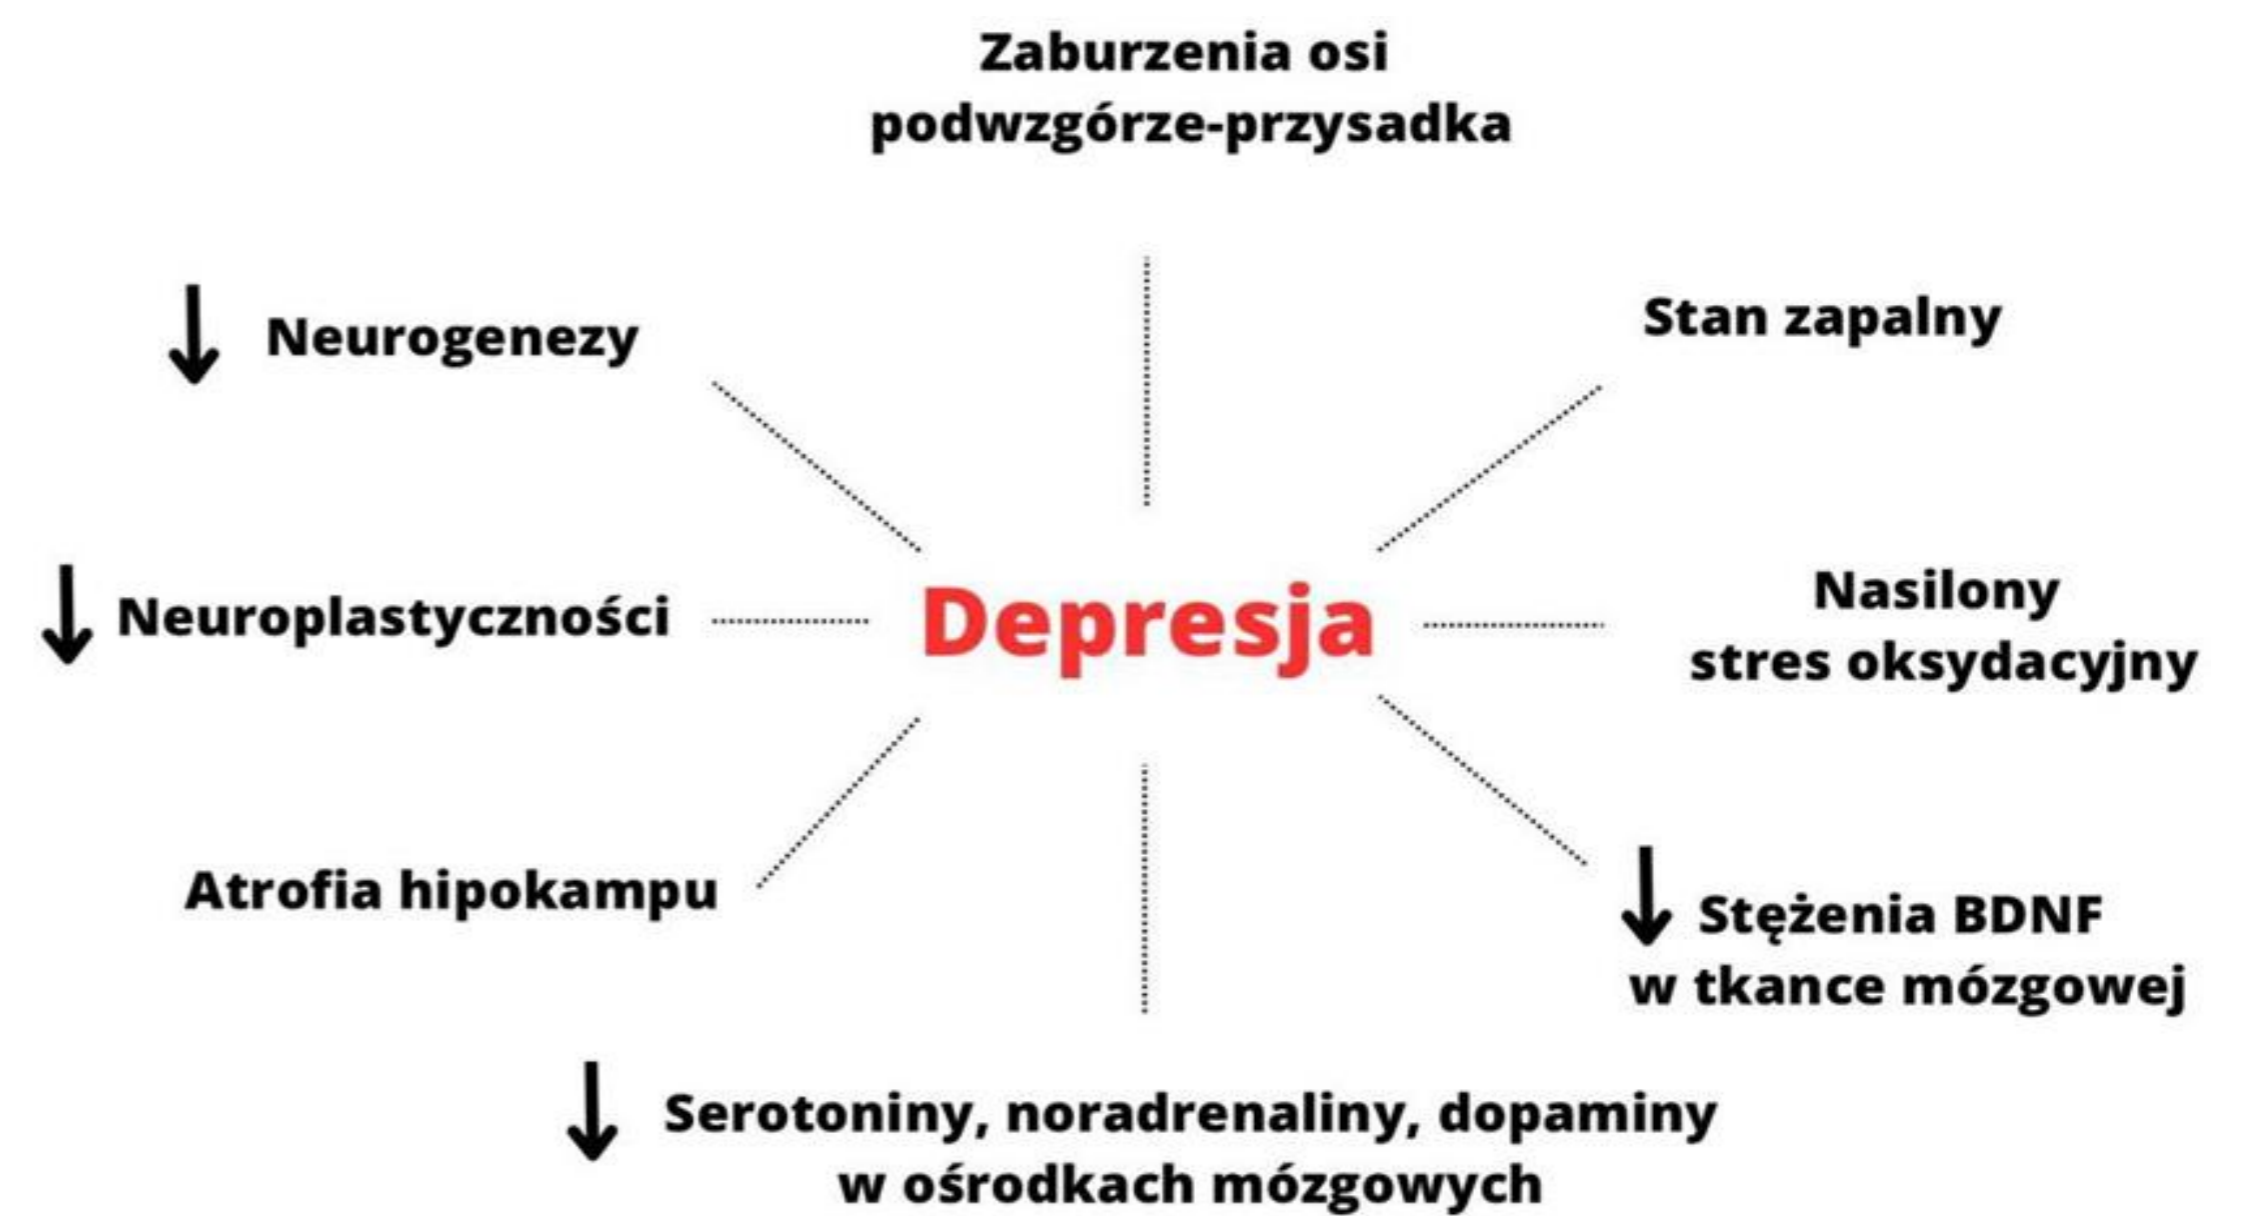 Zaburzenia osi
podwzgórze-przysadka
↓ Neurogenezy
Stan zapalny
↓ Neuroplastyczności
Depresja
Nasilony
stres oksydacyjny
Atrofia hipokampu
↓ Stężenia BDNF
w tkance mózgowej
↓ Serotoniny, noradrenaliny, dopaminy
w ośrodkach mózgowych